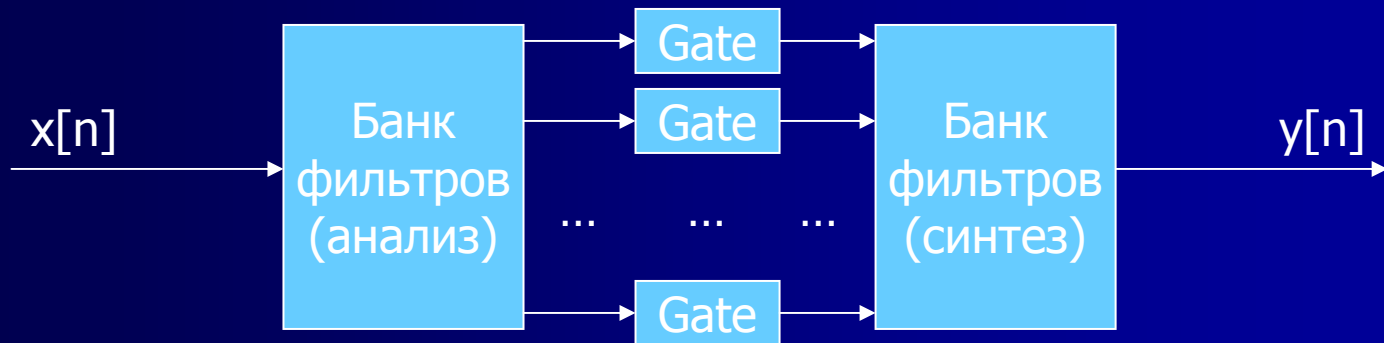 Gate
Gate
x[n]
Банк
фильтров
(анализ)
Банк
фильтров
(синтез)
y[n]
... ... ...
Gate